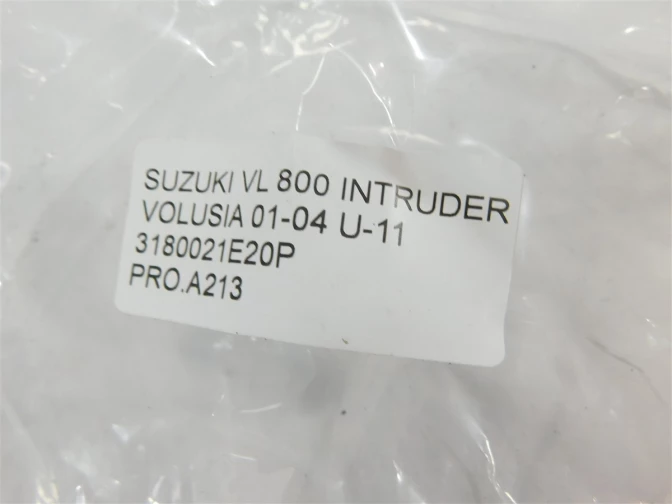 SUZUKI VL 800 INTRUDER
VOLUSIA 01-04 U-11
3180021E20P
PRO.A213